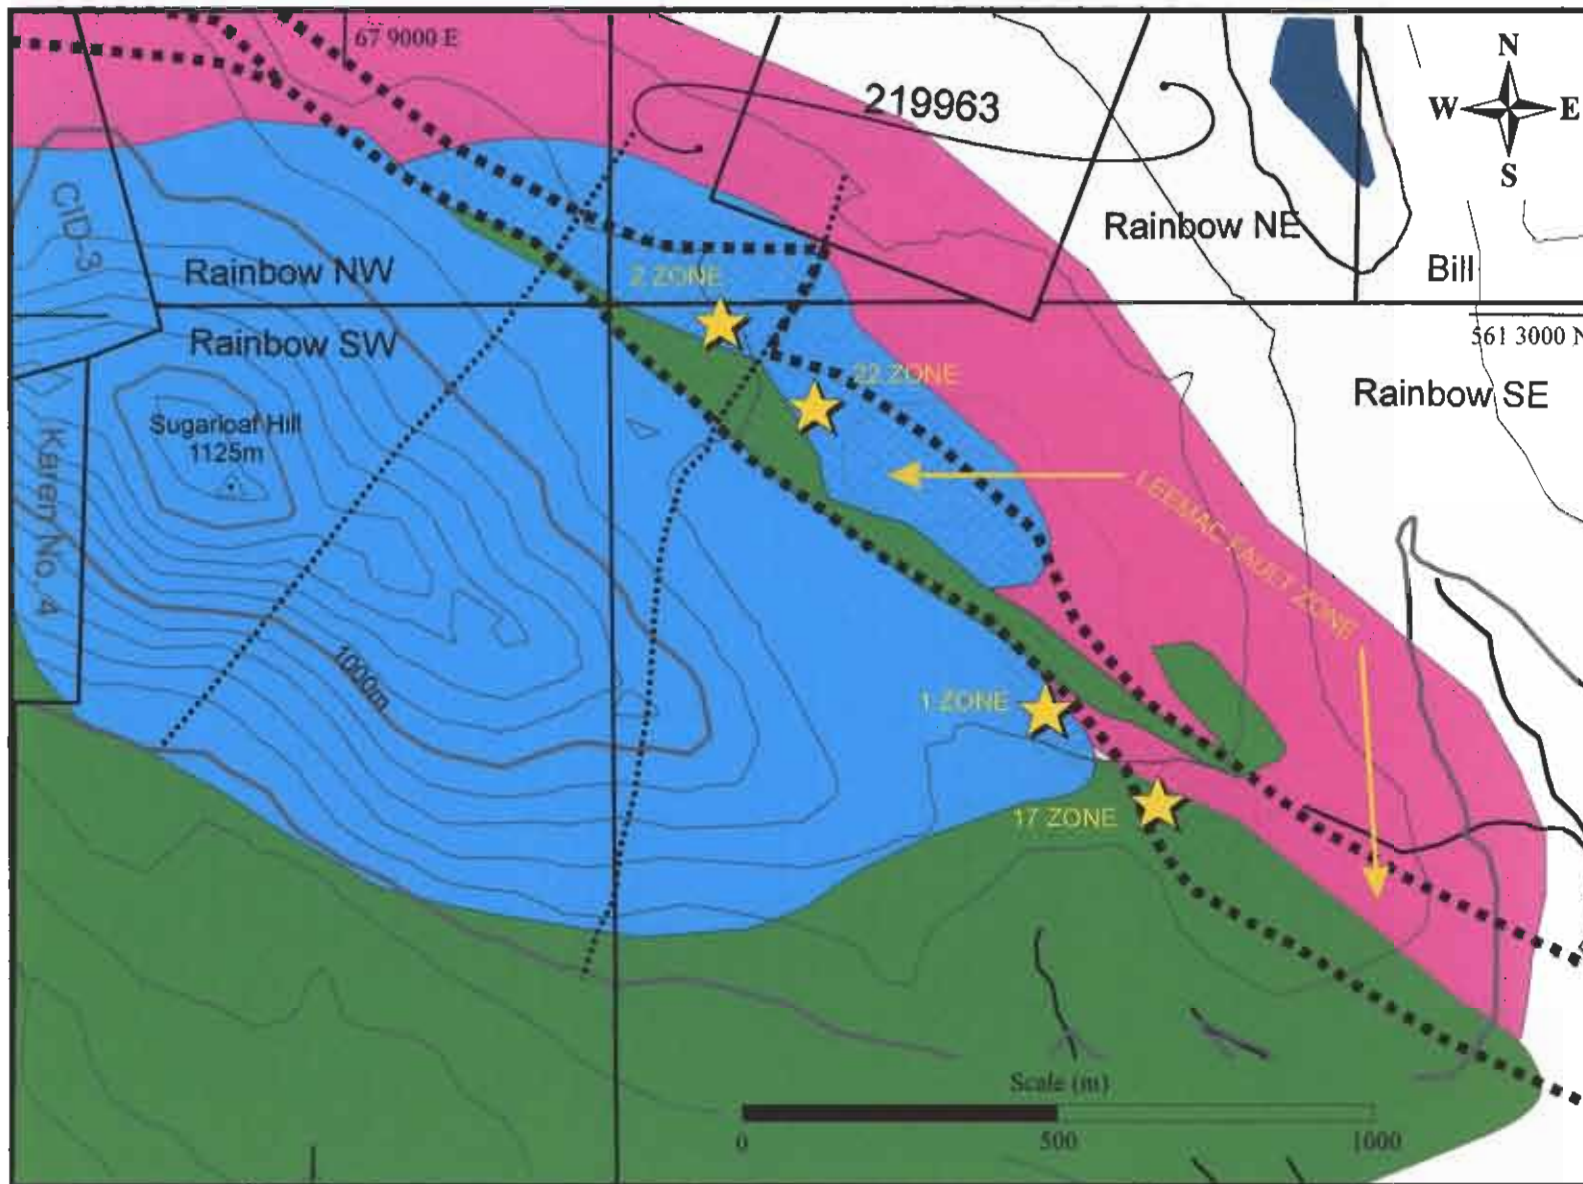 67 9000 E
219963
N
W E
S
CID-3
Rainbow NW
Rainbow NE
Bill
2 ZONE
Rainbow SW
561 3000 N
22 ZONE
Rainbow SE
Sugarloaf Hill
1125m
Karen No. 4
LEEMAC FAULT ZONE
1000m
1 ZONE
17 ZONE
Scale (m)
0 500 1000